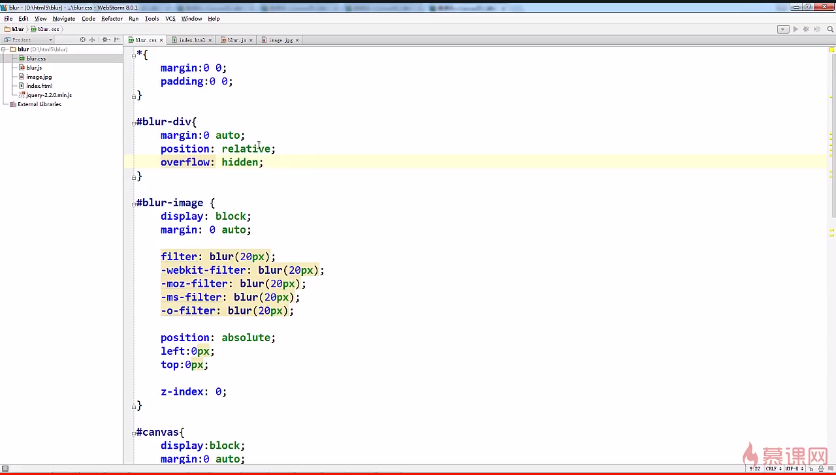 blur - [D:\html5\blur] - ...\blur.css - WebStorm 8.0.1
File Edit View Navigate Code Refactor Run Tools VCS Window Help
blur blur.css
Project
blur.css index.html blur.js image.jpg
blur (D:\html5\blur)
blur.css
blur.js
image.jpg
index.html
jquery-2.2.0.min.js
External Libraries
*{
margin:0 0;
padding:0 0;
}
#blur-div{
margin:0 auto;
position: relative;
overflow: hidden;
}
#blur-image {
display: block;
margin: 0 auto;
filter: blur(20px);
-webkit-filter: blur(20px);
-moz-filter: blur(20px);
-ms-filter: blur(20px);
-o-filter: blur(20px);
position: absolute;
left:0px;
top:0px;
z-index: 0;
}
#canvas{
display:block;
margin:0 auto;
慕课网
CRLF UTF-8